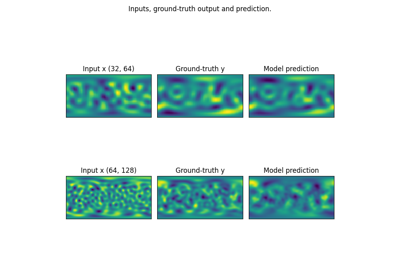 Inputs, ground-truth output and prediction.
Input x (32, 64) Ground-truth y Model prediction
Input x (64, 128) Ground-truth y Model prediction